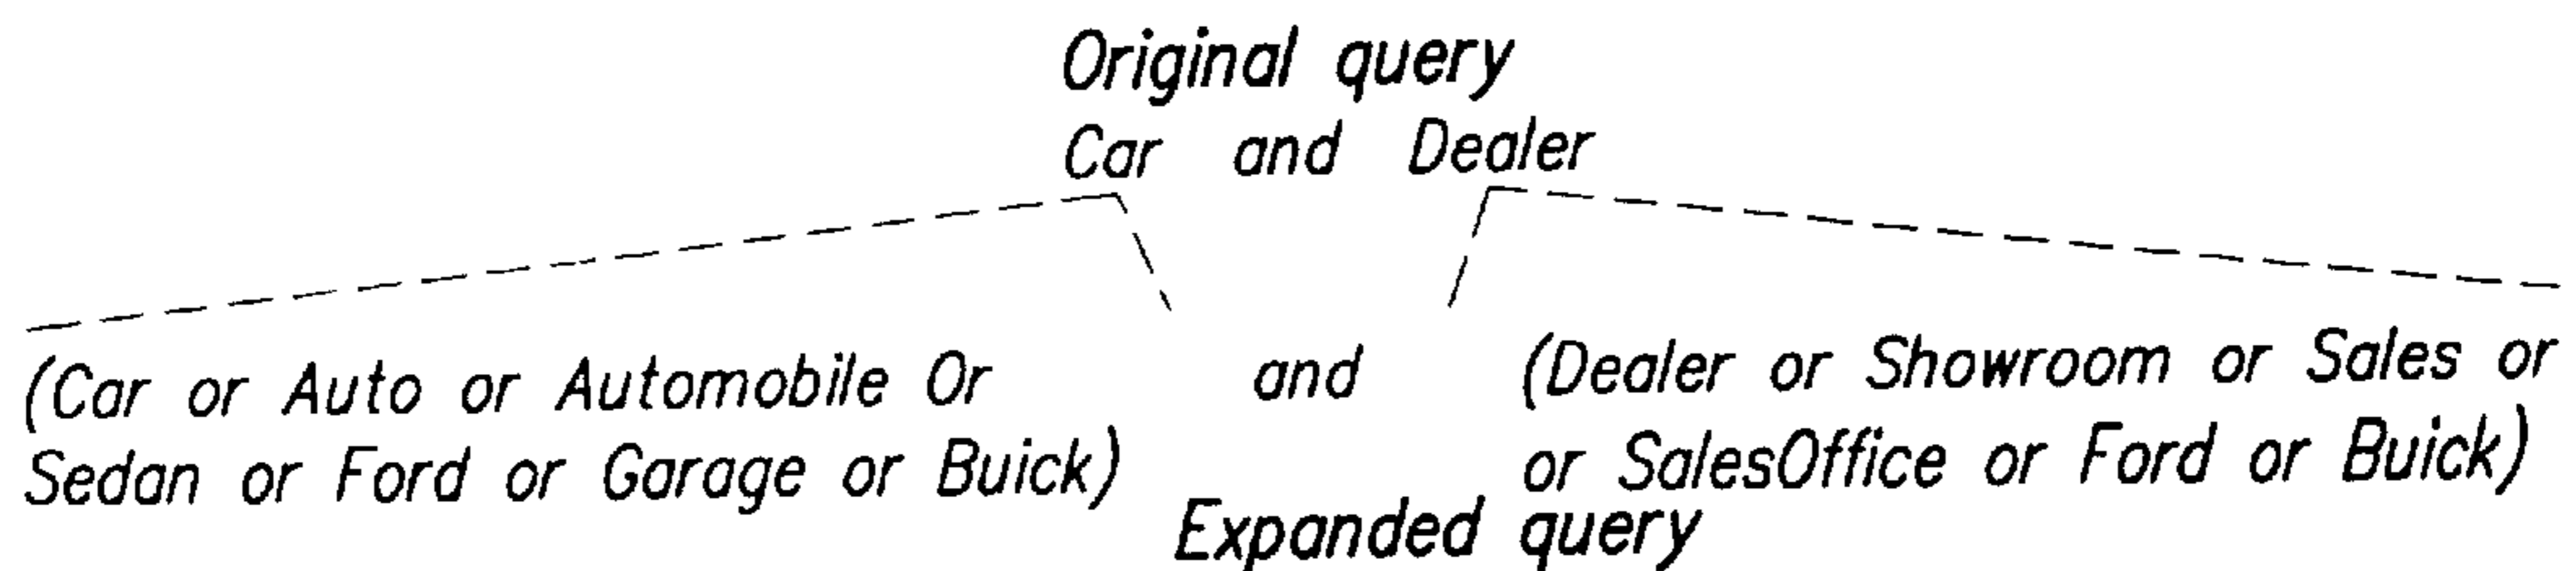 Original query
Car and Dealer
(Car or Auto or Automobile Or and (Dealer or Showroom or Sales or
Sedan or Ford or Garage or Buick) or SalesOffice or Ford or Buick)
Expanded query